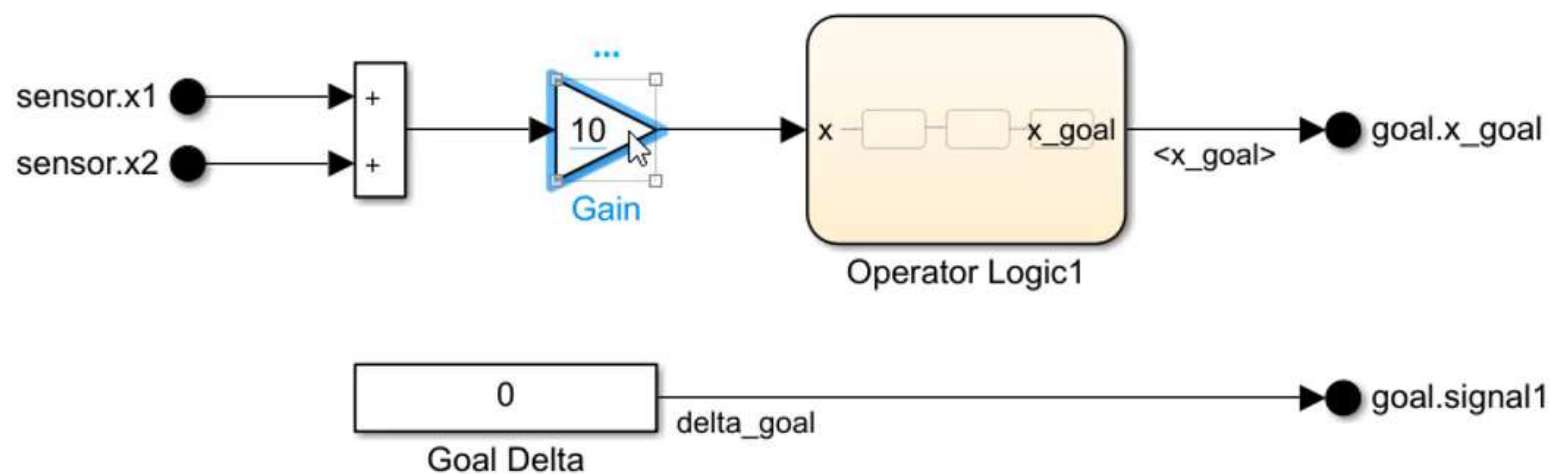 ...
sensor.x1
+
10
x
x_goal
goal.x_goal
sensor.x2
+
<x_goal>
Gain
Operator Logic1
0
goal.signal1
delta_goal
Goal Delta